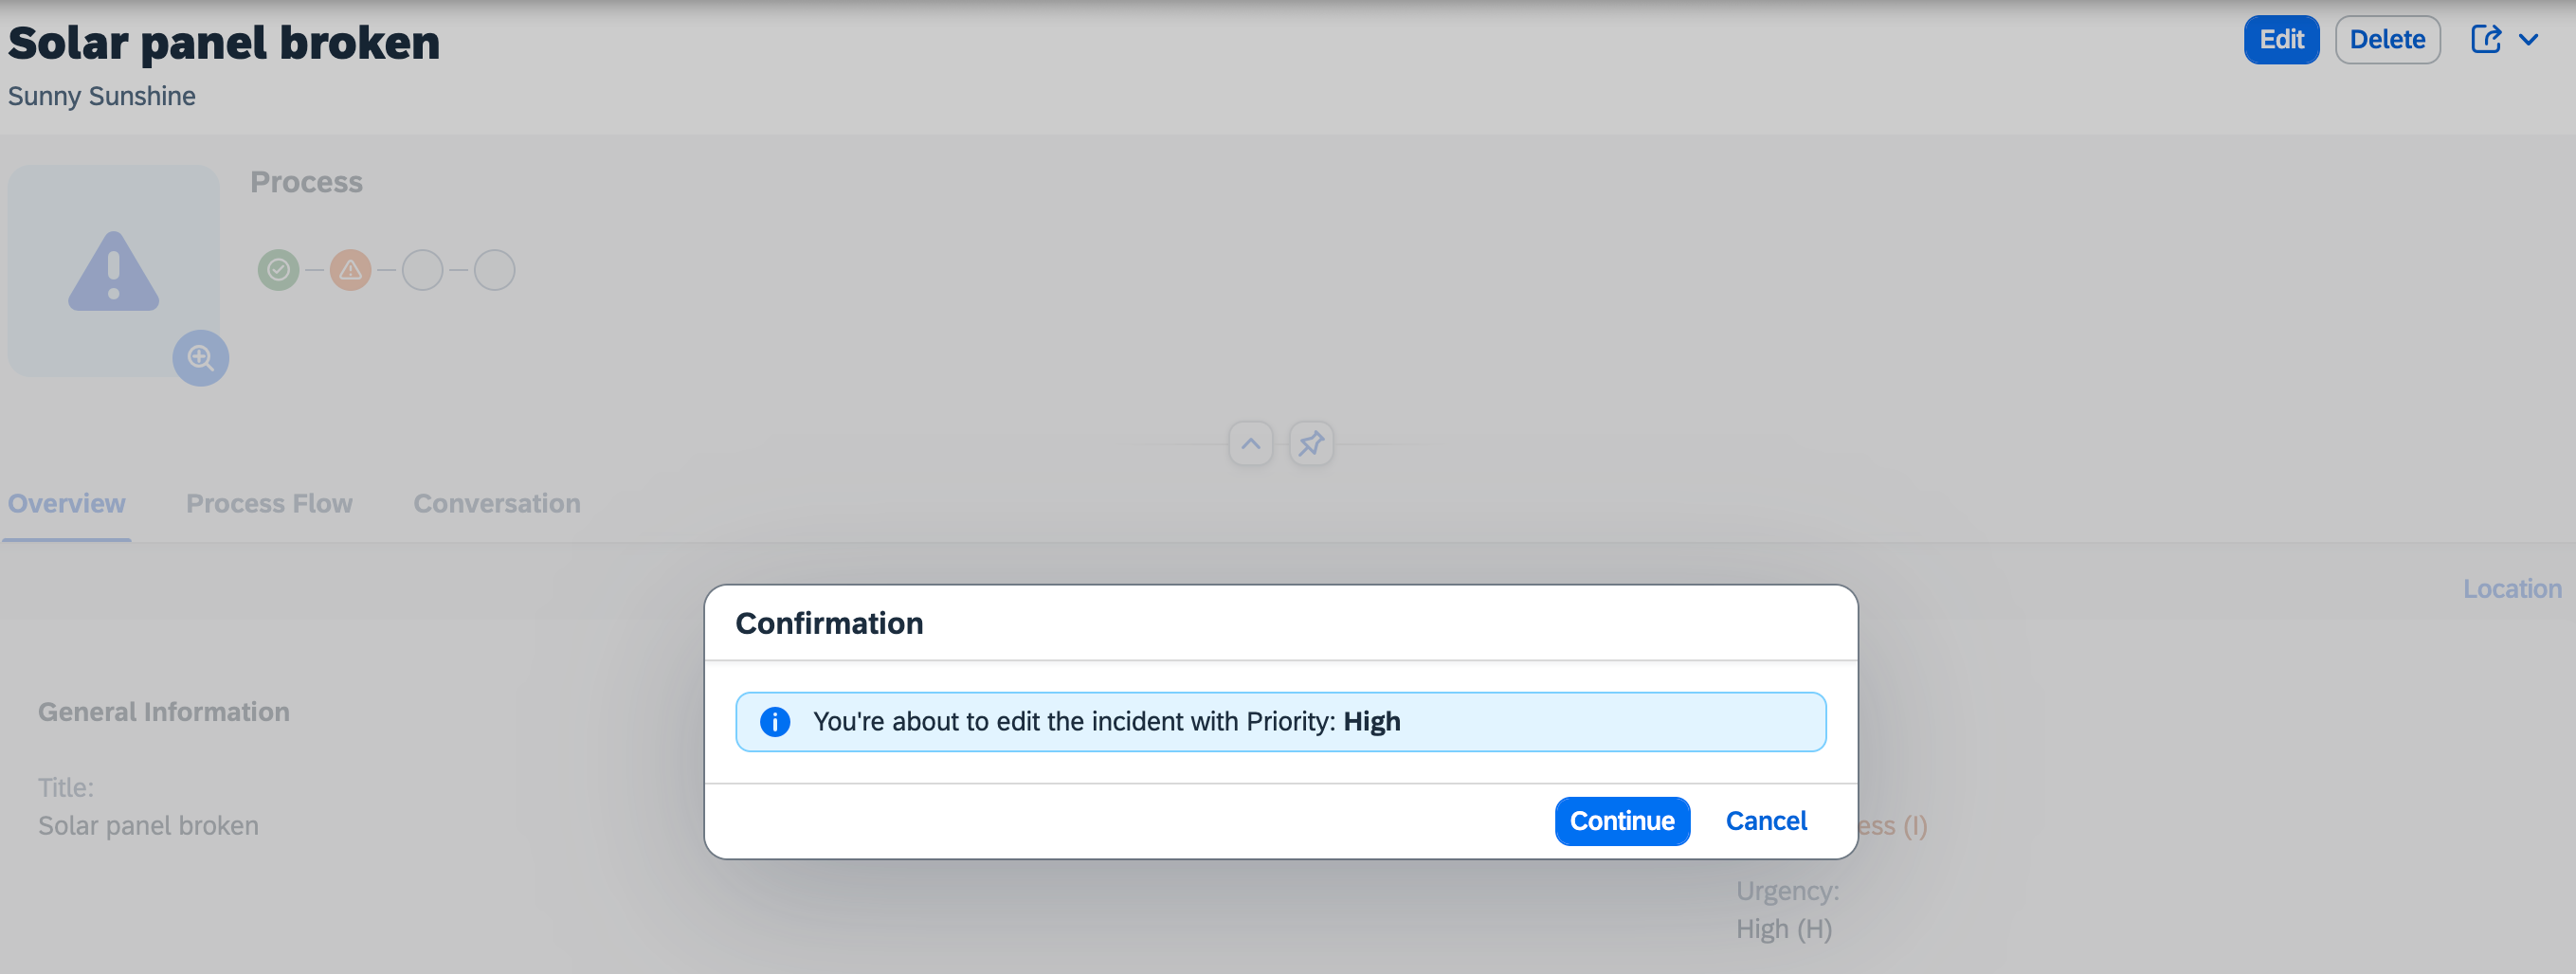 Solar panel broken
Edit
Delete
Sunny Sunshine
Process
Overview
Process Flow
Conversation
Location
Confirmation
You're about to edit the incident with Priority: High
Continue
Cancel
General Information
Title:
Solar panel broken
(I)
Urgency:
High (H)